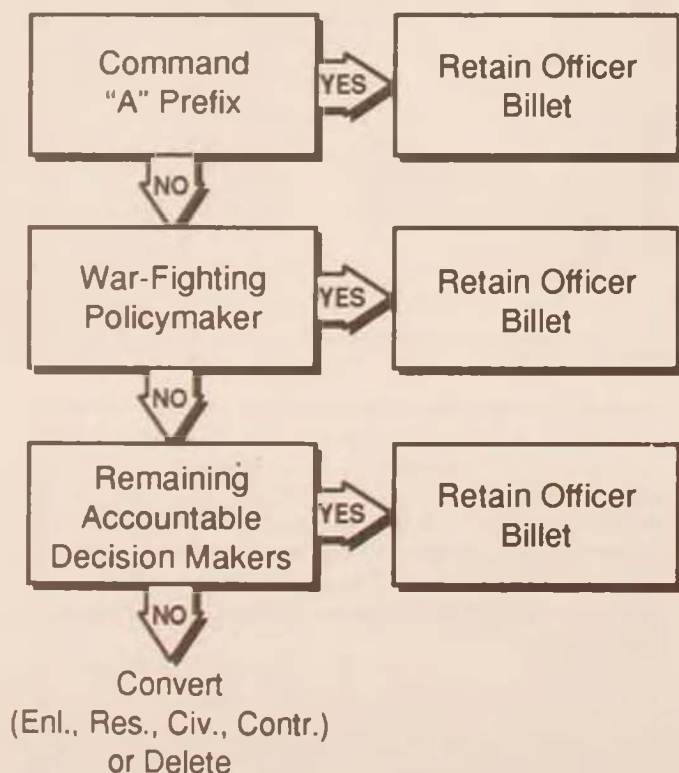 Command
"A" Prefix
YES
Retain Officer
Billet
NO
War-Fighting
Policymaker
YES
Retain Officer
Billet
NO
Remaining
Accountable
Decision Makers
YES
Retain Officer
Billet
NO
Convert
(Enl., Res., Civ., Contr.)
or Delete